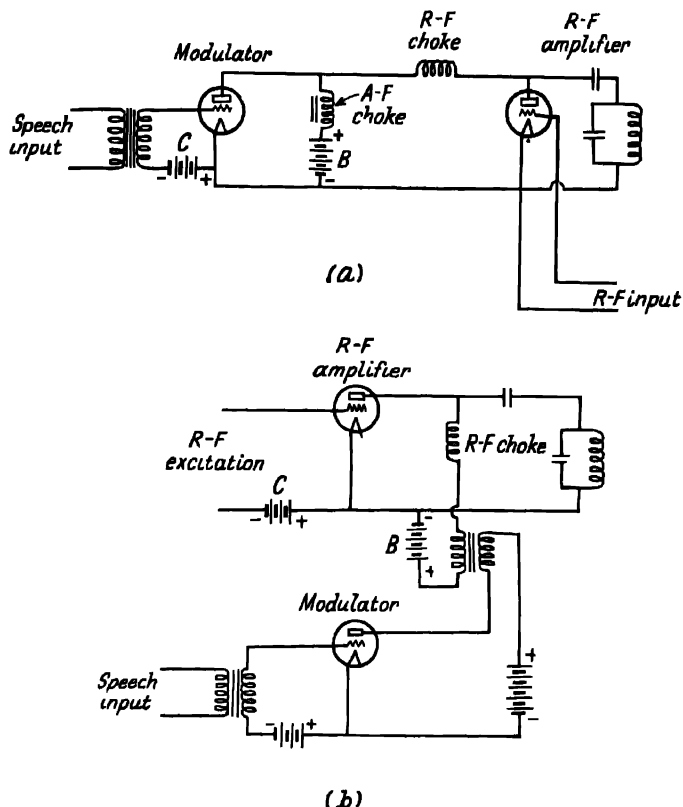 R-F
choke
R-F
amplifier
Modulator
A-F
choke
Speech
input
C
- +
+
B
-
(a)
R-F input
R-F
amplifier
R-F
excitation
R-F choke
C
- +
-
B
+
Modulator
Speech
input
- +
+
-
(b)